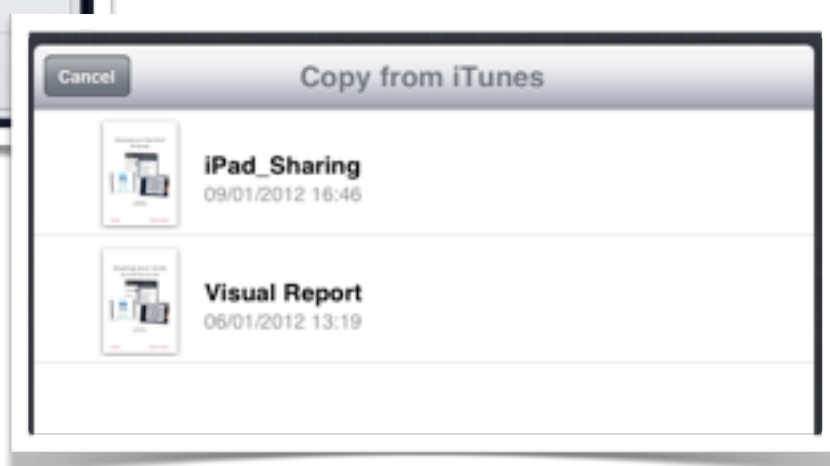 Cancel
Copy from iTunes
iPad_Sharing
09/01/2012 16:46
Visual Report
06/01/2012 13:19